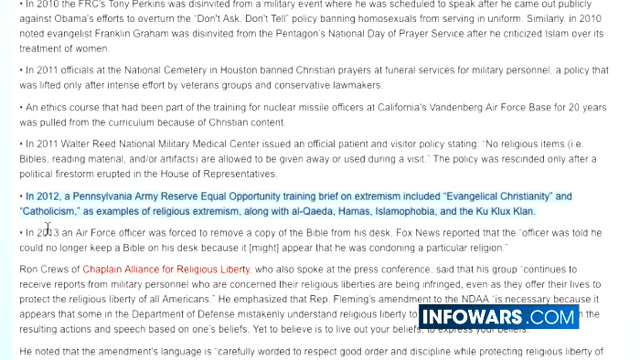 • In 2010 the FRC's Tony Perkins was disinvited from a military event where he was scheduled to speak after he came out publicly
against Obama's efforts to overturn the "Don't Ask, Don't Tell" policy banning homosexuals from serving in uniform. Similarly, in 2010
noted evangelist Franklin Graham was disinvited from the Pentagon's National Day of Prayer Service after he criticized Islam over its
treatment of women.
• In 2011 officials at the National Cemetery in Houston banned Christian prayers at funeral services for military personnel, a policy that
was lifted only after intense effort by veterans groups and conservative lawmakers.
• An ethics course that had been part of the training for nuclear missile officers at California's Vandenberg Air Force Base for 20 years
was pulled from the curriculum because of Christian content.
• In 2011 Walter Reed National Military Medical Center issued an official patient and visitor policy stating: "No religious items (i.e.
Bibles, reading material, and/or artifacts) are allowed to be given away or used during a visit." The policy was rescinded only after a
political firestorm erupted in the House of Representatives.
• In 2012, a Pennsylvania Army Reserve Equal Opportunity training brief on extremism included "Evangelical Christianity" and
"Catholicism," as examples of religious extremism, along with al-Qaeda, Hamas, Islamophobia, and the Ku Klux Klan.
• In 2013 an Air Force officer was forced to remove a copy of the Bible from his desk. Fox News reported that the "officer was told he
could no longer keep a Bible on his desk because it [might] appear that he was condoning a particular religion."
Ron Crews of Chaplain Alliance for Religious Liberty, who also spoke at the press conference, said that his group "continues to
receive reports from military personnel who are concerned their religious liberties are being infringed, even as they offer their lives to
protect the religious liberty of all Americans." He emphasized that Rep. Fleming's amendment to the NDAA "is necessary because it
appears that some in the Department of Defense mistakenly understand religious liberty to
the resulting actions and speech based on one's beliefs. Yet to believe is to live out your beliefs, to express your beliefs."
INFOWARS.COM
He noted that the amendment's language is "carefully worded to respect good order and discipline while protecting religious liberty of